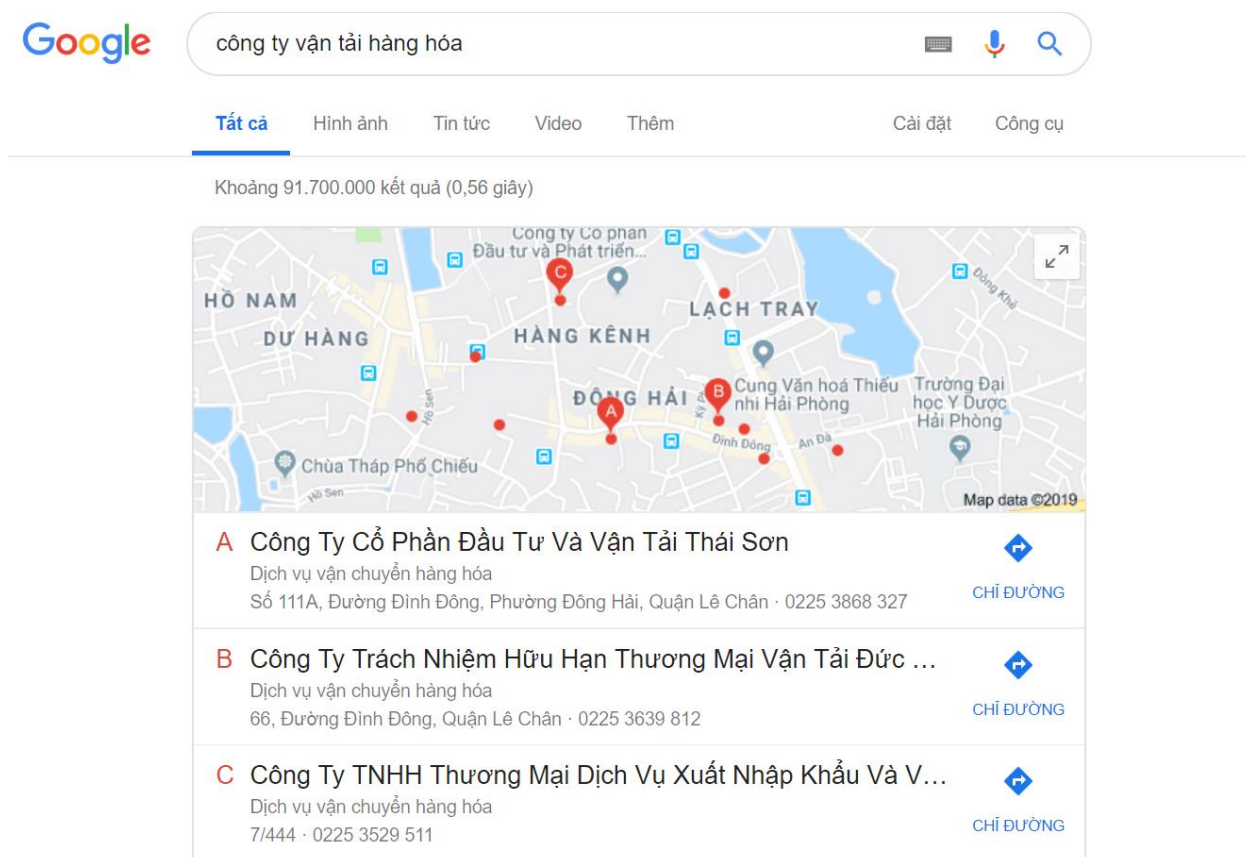 Google
công ty vận tải hàng hóa
Tất cả
Hình ảnh
Tin tức
Video
Thêm
Cài đặt
Công cụ
Khoảng 91.700.000 kết quả (0,56 giây)
Công ty Cổ phần
Đầu tư và Phát triển...
C
Đông Khê
HỒ NAM
LẠCH TRAY
DƯ HÀNG
HÀNG KÊNH
Cung Văn hoá Thiếu
nhi Hải Phòng
Trường Đại
học Y Dược
Hải Phòng
ĐÔNG HẢI
B
A
Hồ Sen
Đình Đông
An Đà
Chùa Tháp Phổ Chiếu
Hồ Sen
Map data ©2019
A Công Ty Cổ Phần Đầu Tư Và Vận Tải Thái Sơn
Dịch vụ vận chuyển hàng hóa
Số 111A, Đường Đình Đông, Phường Đông Hải, Quận Lê Chân · 0225 3868 327
CHỈ ĐƯỜNG
B Công Ty Trách Nhiệm Hữu Hạn Thương Mại Vận Tải Đức ...
Dịch vụ vận chuyển hàng hóa
66, Đường Đình Đông, Quận Lê Chân · 0225 3639 812
CHỈ ĐƯỜNG
C Công Ty TNHH Thương Mại Dịch Vụ Xuất Nhập Khẩu Và V...
Dịch vụ vận chuyển hàng hóa
7/444 · 0225 3529 511
CHỈ ĐƯỜNG